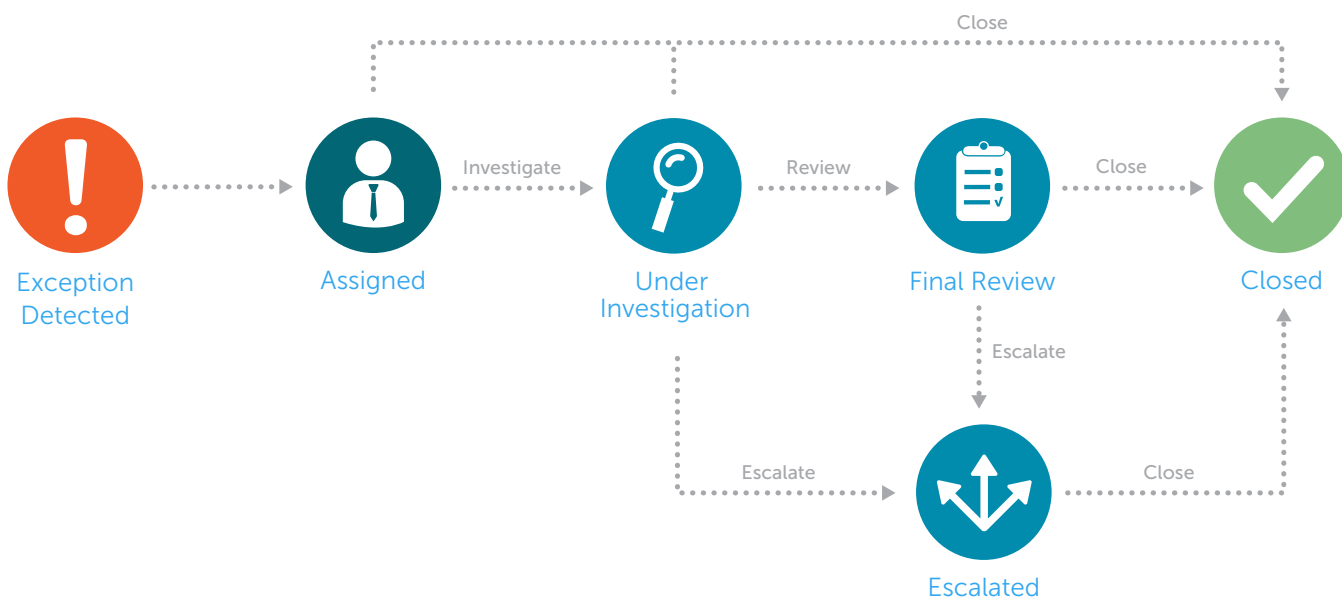 Close
Investigate
Review
Close
Exception
Detected
Assigned
Under
Investigation
Final Review
Closed
Escalate
Escalate
Close
Escalated